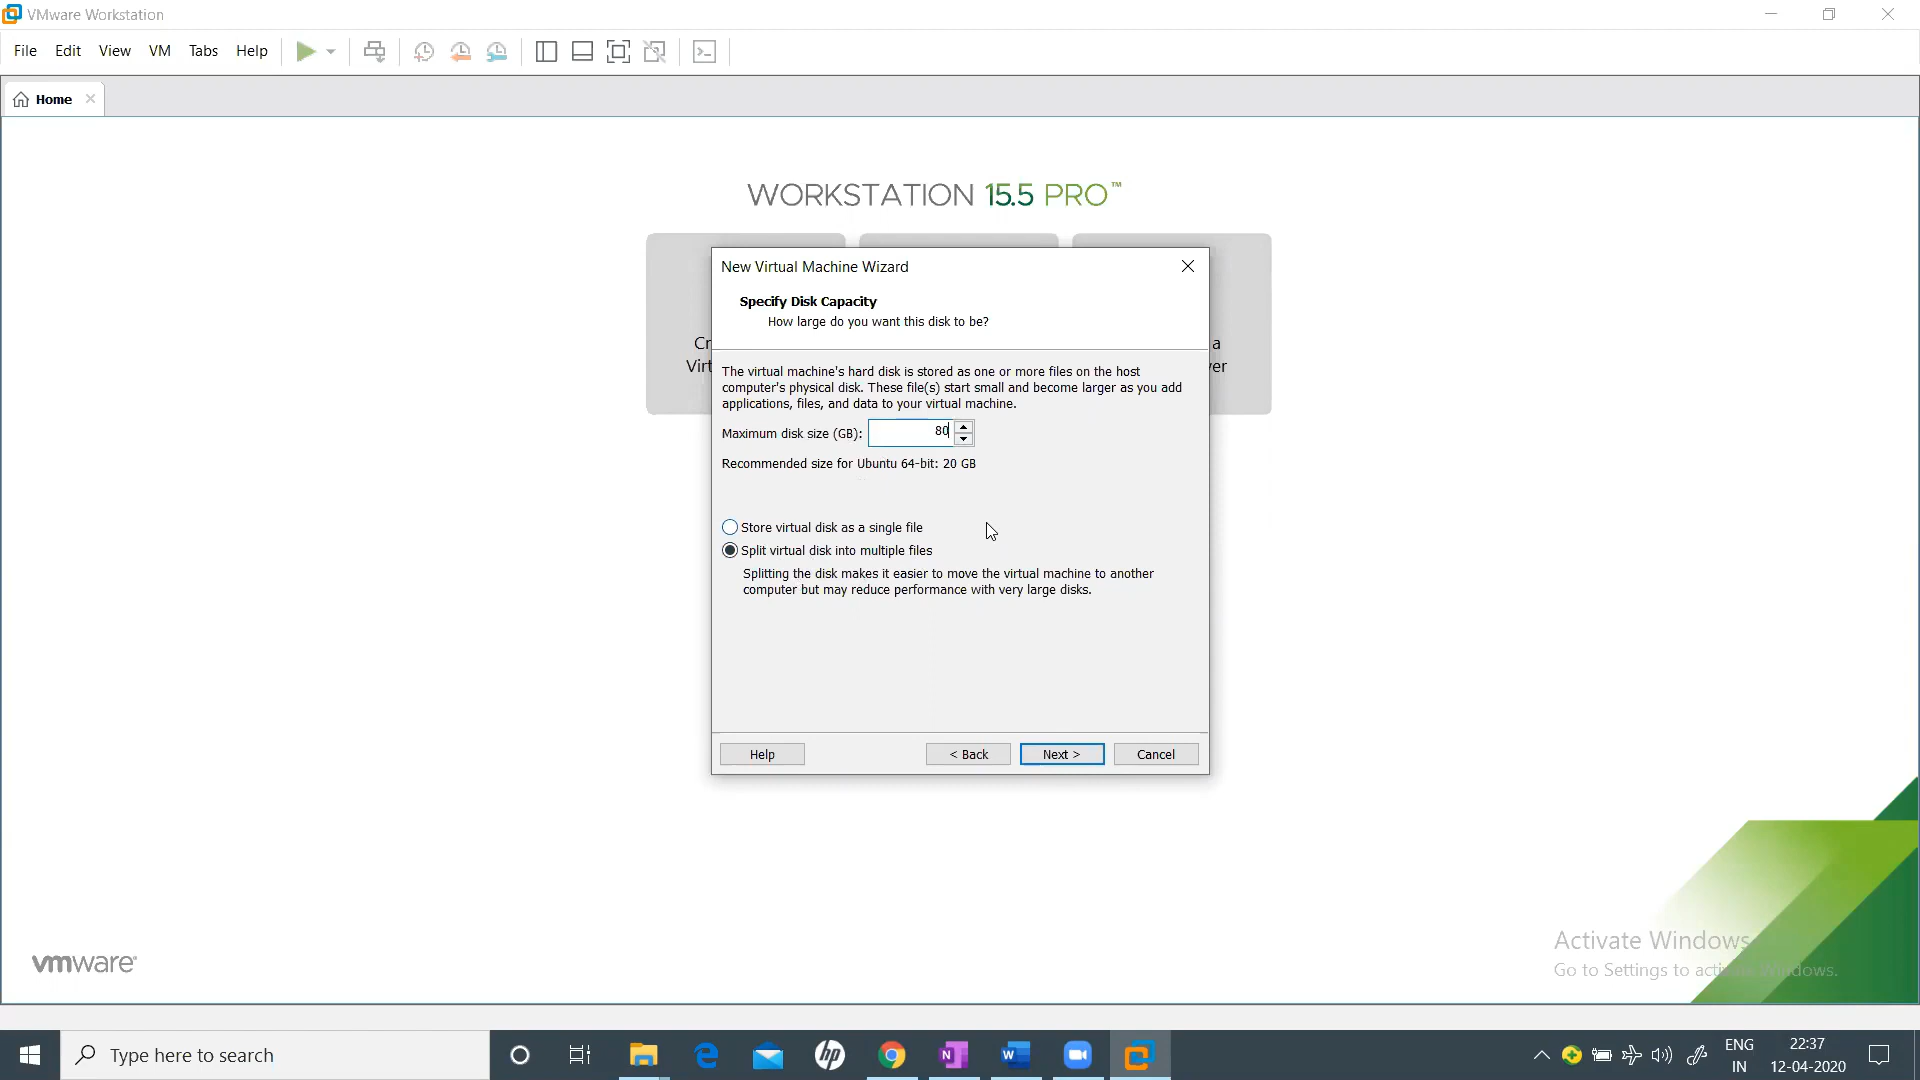 VMware Workstation
File Edit View VM Tabs Help
Home
WORKSTATION 15.5 PRO™
New Virtual Machine Wizard
Specify Disk Capacity
How large do you want this disk to be?
Cr
a
Virt
ver
The virtual machine's hard disk is stored as one or more files on the host
computer's physical disk. These file(s) start small and become larger as you add
applications, files, and data to your virtual machine.
Maximum disk size (GB): 80
Recommended size for Ubuntu 64-bit: 20 GB
Store virtual disk as a single file
Split virtual disk into multiple files
Splitting the disk makes it easier to move the virtual machine to another
computer but may reduce performance with very large disks.
Help < Back Next > Cancel
Activate Windows
Go to Settings to activate Windows.
vmware
Type here to search
ENG
IN
22:37
12-04-2020